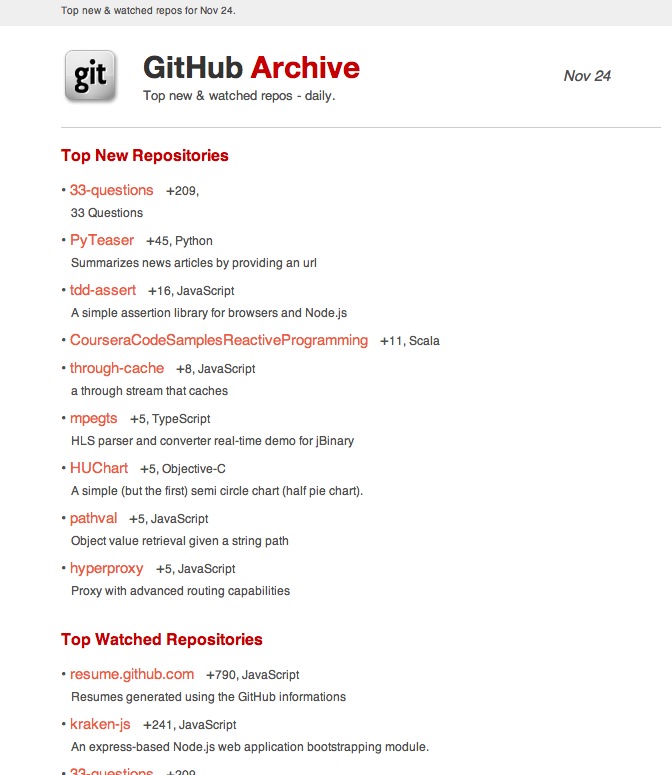 Top new & watched repos for Nov 24.
git
GitHub Archive
Nov 24
Top new & watched repos - daily.
Top New Repositories
• 33-questions +209,
33 Questions
• PyTeaser +45, Python
Summarizes news articles by providing an url
• tdd-assert +16, JavaScript
A simple assertion library for browsers and Node.js
• CourseraCodeSamplesReactiveProgramming +11, Scala
• through-cache +8, JavaScript
a through stream that caches
• mpegts +5, TypeScript
HLS parser and converter real-time demo for jBinary
• HUChart +5, Objective-C
A simple (but the first) semi circle chart (half pie chart).
• pathval +5, JavaScript
Object value retrieval given a string path
• hyperproxy +5, JavaScript
Proxy with advanced routing capabilities
Top Watched Repositories
• resume.github.com +790, JavaScript
Resumes generated using the GitHub informations
• kraken-js +241, JavaScript
An express-based Node.js web application bootstrapping module.
• 33-questions +209